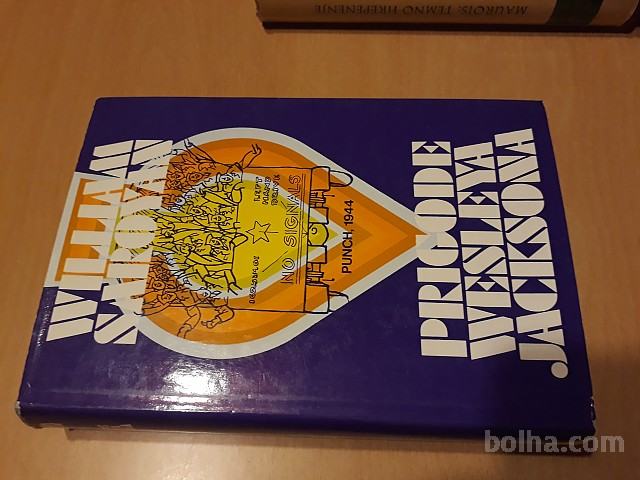 WILLIAM
SAROYAN
NO SIGNALS
PUNCH, 1944
PRIGODE
WESLEYA
JACKSONA
MAUROIS: TEMNO HREPENENJE
bolha.com